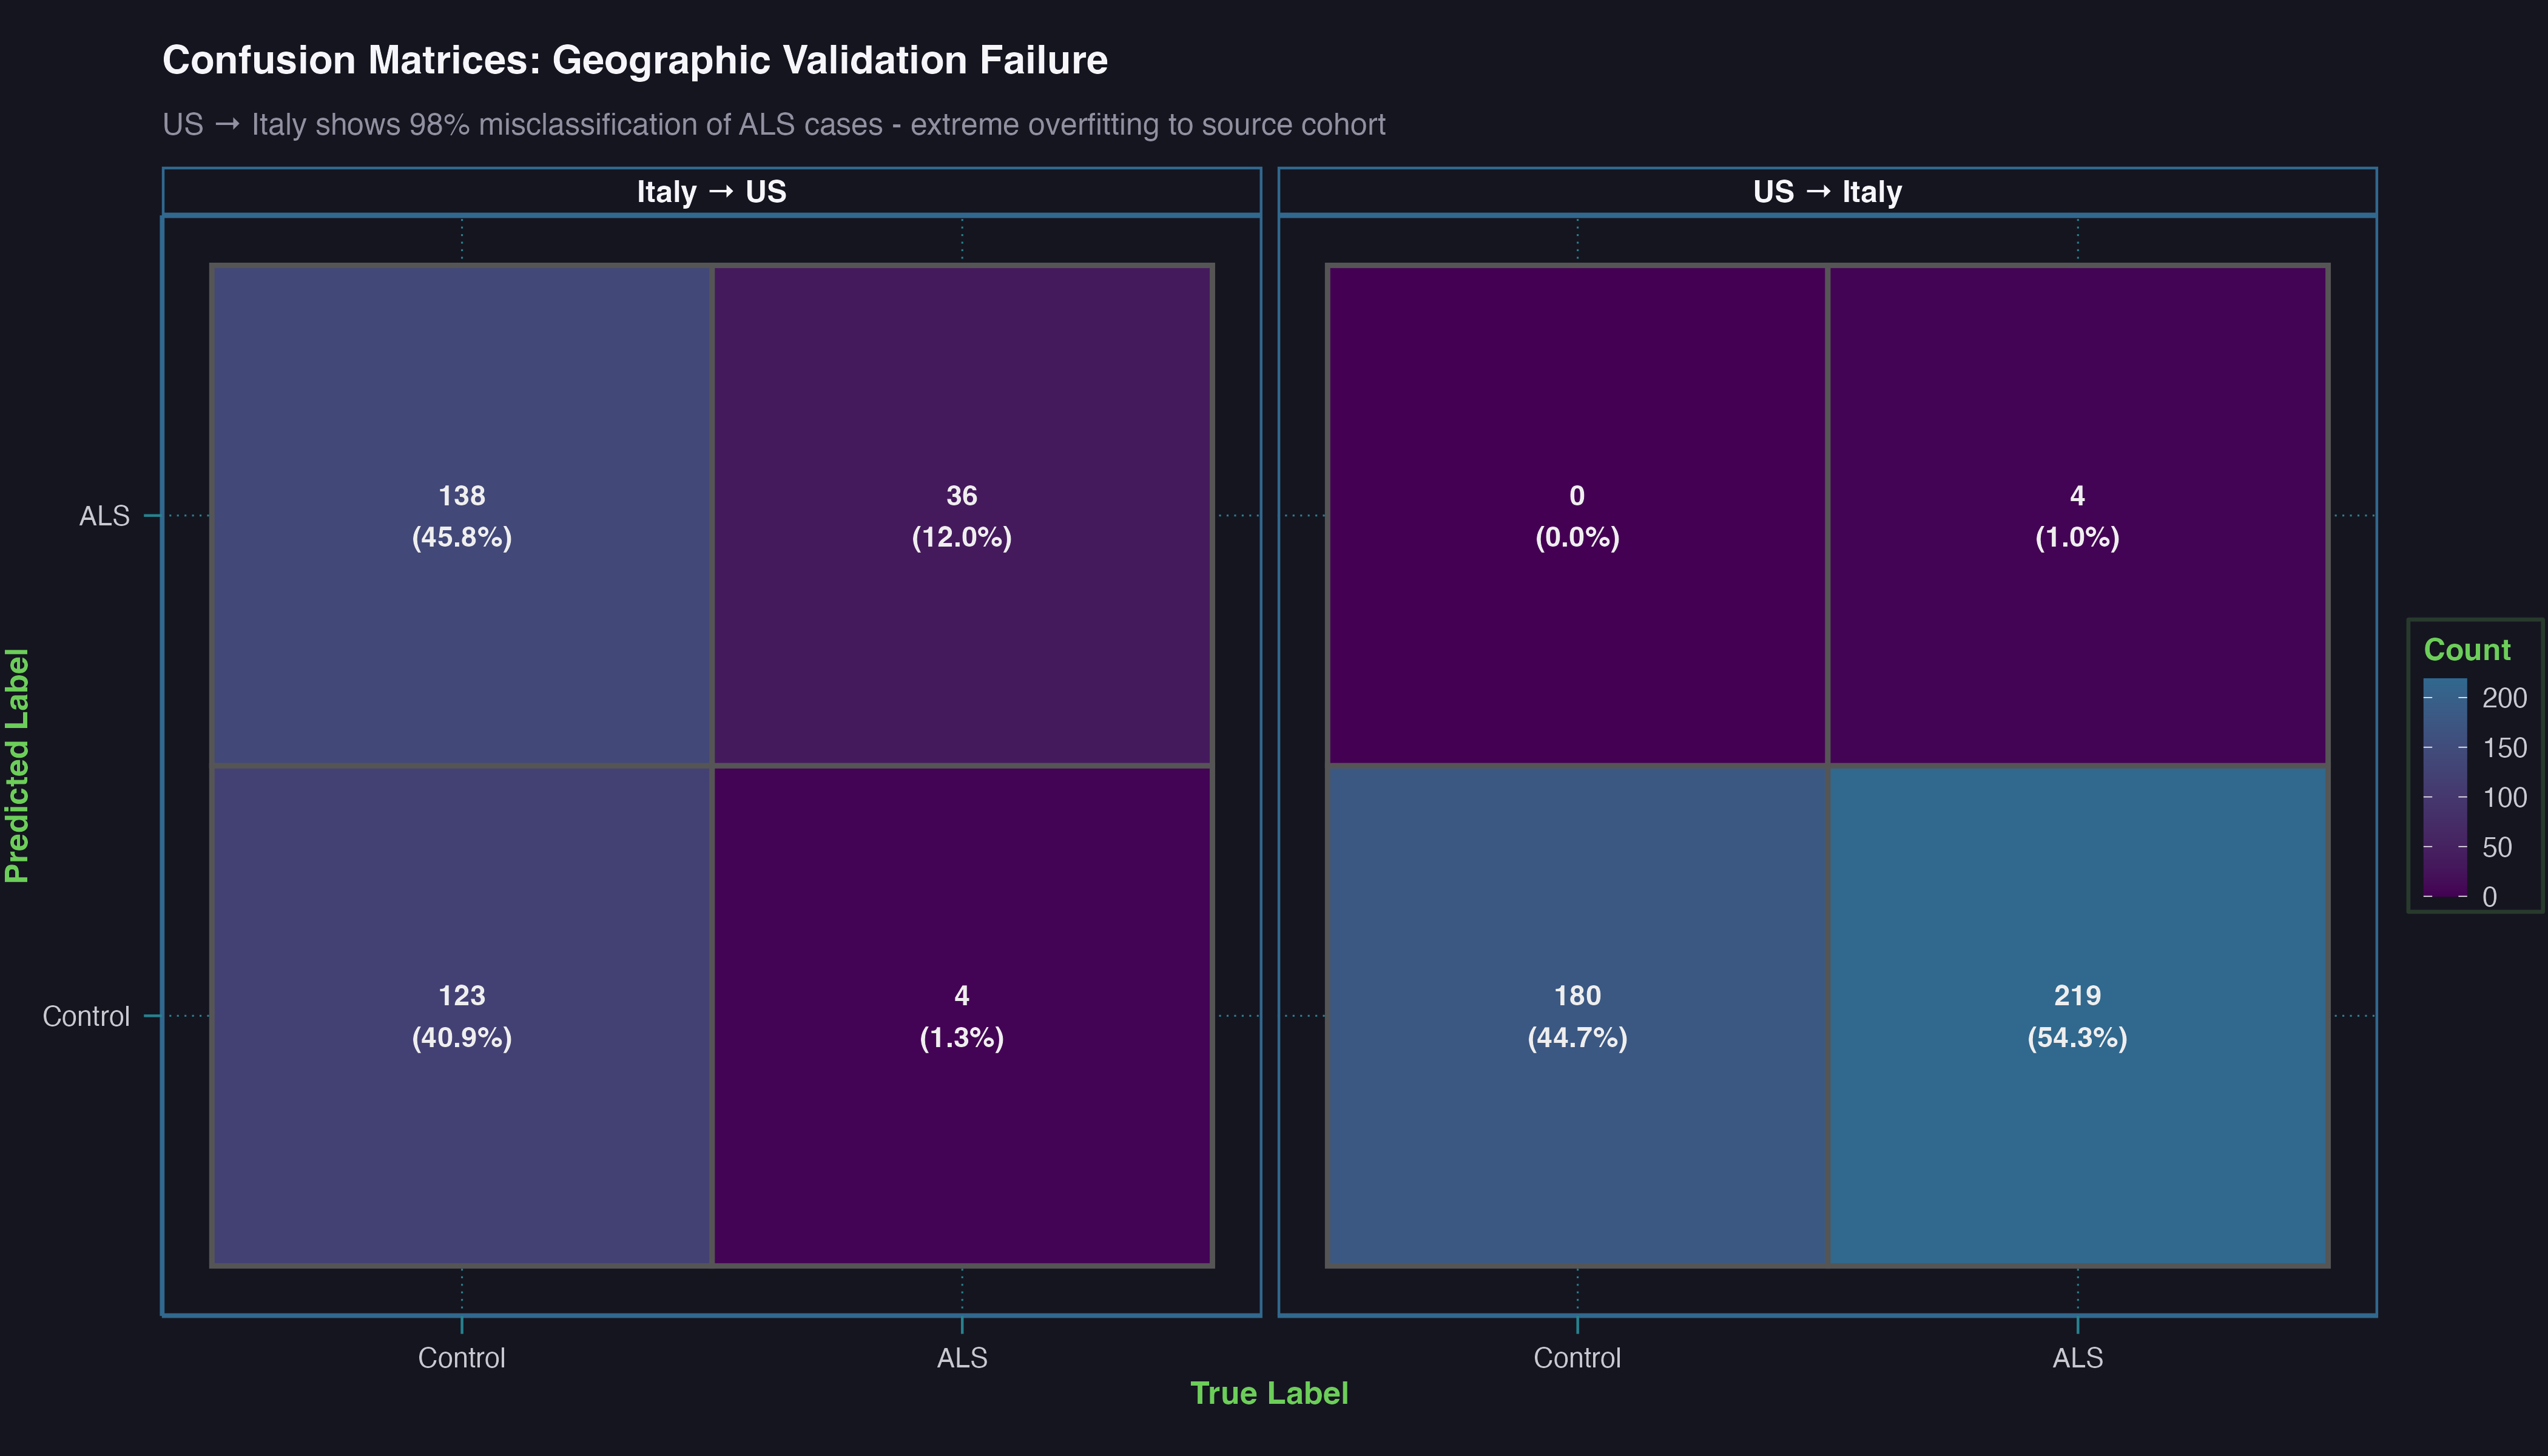 Confusion Matrices: Geographic Validation Failure
US → Italy shows 98% misclassification of ALS cases - extreme overfitting to source cohort
Italy → US
US → Italy
Predicted Label
ALS
Control
138
(45.8%)
36
(12.0%)
123
(40.9%)
4
(1.3%)
0
(0.0%)
4
(1.0%)
180
(44.7%)
219
(54.3%)
Control
ALS
Control
ALS
True Label
Count
200
150
100
50
0